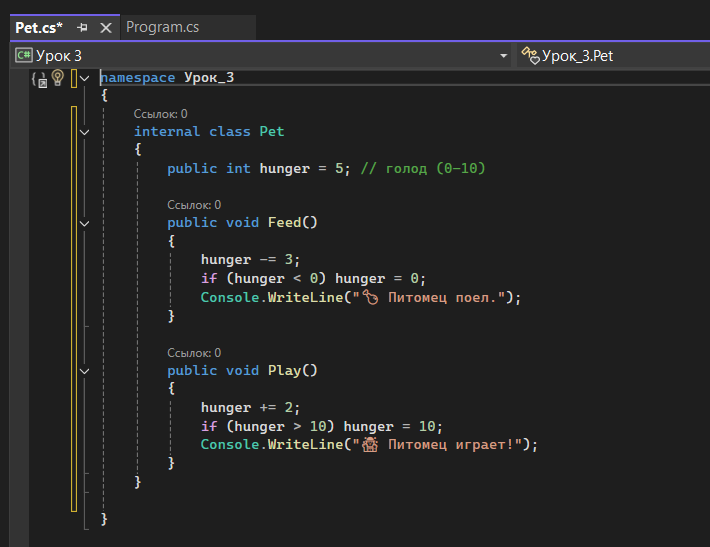 Pet.cs* Program.cs
C# Урок 3 Урок_3.Pet
namespace Урок_3
{
Ссылок: 0
internal class Pet
{
public int hunger = 5; // голод (0-10)
Ссылок: 0
public void Feed()
{
hunger -= 3;
if (hunger < 0) hunger = 0;
Console.WriteLine("🍗 Питомец поел.");
}
Ссылок: 0
public void Play()
{
hunger += 2;
if (hunger > 10) hunger = 10;
Console.WriteLine("🐶 Питомец играет!");
}
}
}